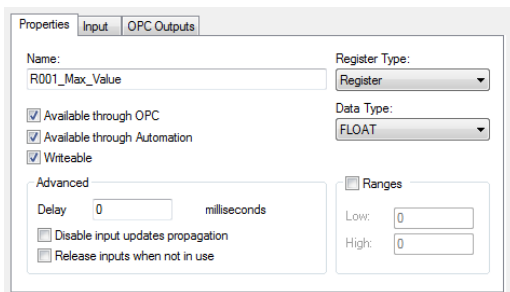 Properties Input OPC Outputs
Name: Register Type:
R001_Max_Value Register
Available through OPC Data Type:
Available through Automation FLOAT
Writeable
Advanced Ranges
Delay 0 milliseconds Low: 0
Disable input updates propagation High: 0
Release inputs when not in use